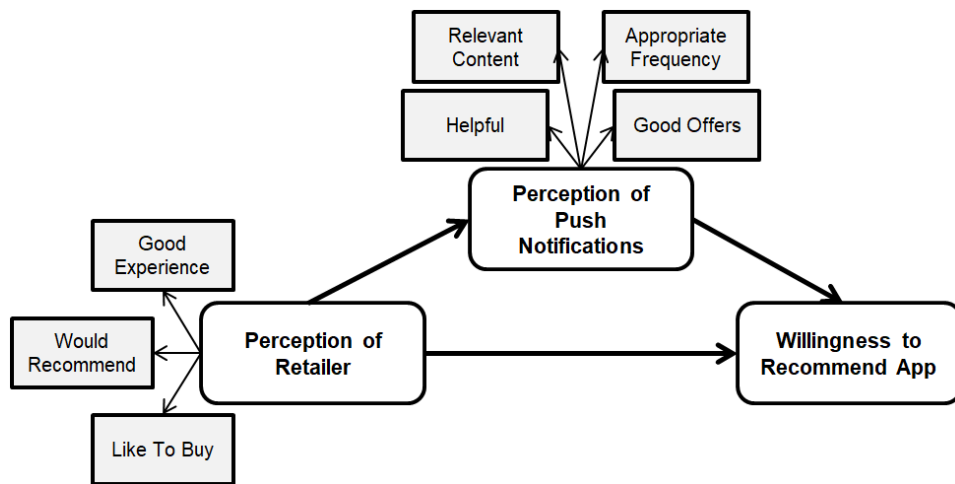 Relevant
Content
Appropriate
Frequency
Helpful
Good Offers
Perception of
Push
Notifications
Good
Experience
Would
Recommend
Perception of
Retailer
Willingness to
Recommend App
Like To Buy